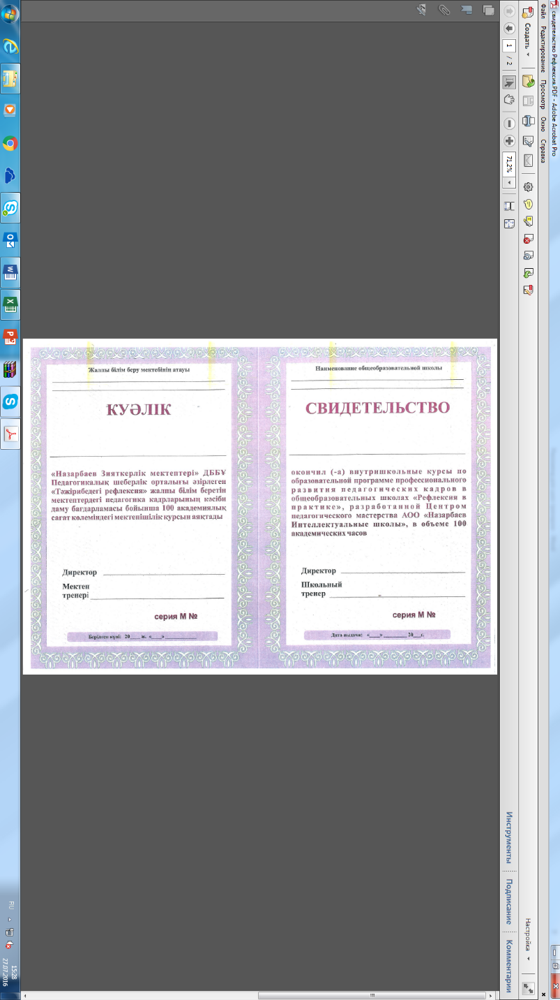 свидетельство Рефлексия.PDF - Adobe Acrobat Pro
Файл Редактирование Просмотр Окно Справка
Создать
1 / 2
71,2%
Инструменты
Подписание
Комментарии
Настройка
Жалпы білім беру мектебінің атауы
КУӘЛІК
«Назарбаев Зияткерлік мектептері» ДББҰ
Педагогикалық шеберлік орталығы әзірлеген
«Тәжірибедегі рефлексия» жалпы білім беретін
мектептердегі педагогика кадрларының кәсіби
даму бағдарламасы бойынша 100 академиялық
сағат көлеміндегі мектепішілік курсын аяқтады
Директор
Мектеп
тренері
серия М №
Берілген күні: 20___ ж. «___» __________
Наименование общеобразовательной школы
СВИДЕТЕЛЬСТВО
окончил (-а) внутришкольные курсы по
образовательной программе профессионального
развития педагогических кадров в
общеобразовательных школах «Рефлексия в
практике», разработанной Центром
педагогического мастерства АОО «Назарбаев
Интеллектуальные школы», в объеме 100
академических часов
Директор
Школьный
тренер
серия М №
Дата выдачи: «___» ________ 20__г.
RU
15:28
27.07.2016